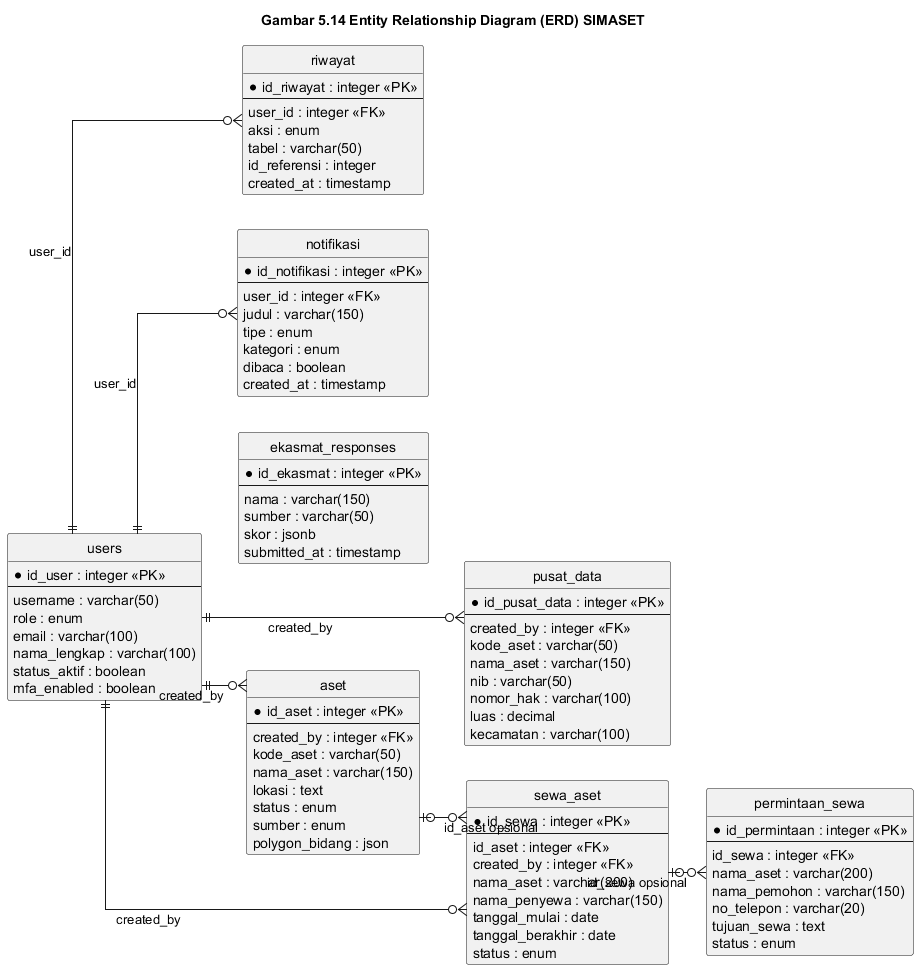 Gambar 5.14 Entity Relationship Diagram (ERD) SIMASET
riwayat
id_riwayat : integer «PK»
user_id : integer «FK»
aksi : enum
tabel : varchar(50)
id_referensi : integer
created_at : timestamp
user_id
notifikasi
id_notifikasi : integer «PK»
user_id : integer «FK»
judul : varchar(150)
tipe : enum
kategori : enum
dibaca : boolean
created_at : timestamp
user_id
ekasmat_responses
id_ekasmat : integer «PK»
nama : varchar(150)
sumber : varchar(50)
skor : jsonb
submitted_at : timestamp
users
id_user : integer «PK»
username : varchar(50)
role : enum
email : varchar(100)
nama_lengkap : varchar(100)
status_aktif : boolean
mfa_enabled : boolean
created_by
pusat_data
id_pusat_data : integer «PK»
created_by : integer «FK»
kode_aset : varchar(50)
nama_aset : varchar(150)
nib : varchar(50)
nomor_hak : varchar(100)
luas : decimal
kecamatan : varchar(100)
created_by
aset
id_aset : integer «PK»
created_by : integer «FK»
kode_aset : varchar(50)
nama_aset : varchar(150)
lokasi : text
status : enum
sumber : enum
polygon_bidang : json
id_aset opsional
sewa_aset
id_sewa : integer «PK»
id_aset : integer «FK»
created_by : integer «FK»
nama_aset : varchar(200)
nama_penyewa : varchar(150)
tanggal_mulai : date
tanggal_berakhir : date
status : enum
id_sewa opsional
permintaan_sewa
id_permintaan : integer «PK»
id_sewa : integer «FK»
nama_aset : varchar(200)
nama_pemohon : varchar(150)
no_telepon : varchar(20)
tujuan_sewa : text
status : enum
created_by